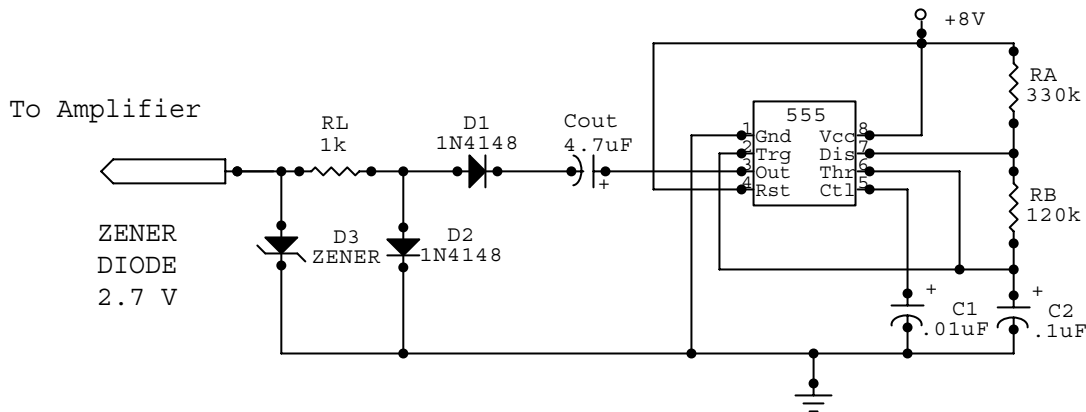 +8V
RA
330k
To Amplifier
555
RL
1k
D1
1N4148
Cout
4.7uF
+
1 Gnd Vcc 8
2 Trg Dis 7
3 Out Thr 6
4 Rst Ctl 5
RB
120k
ZENER
DIODE
2.7 V
D3
ZENER
D2
1N4148
+
C1
.01uF
+
C2
.1uF